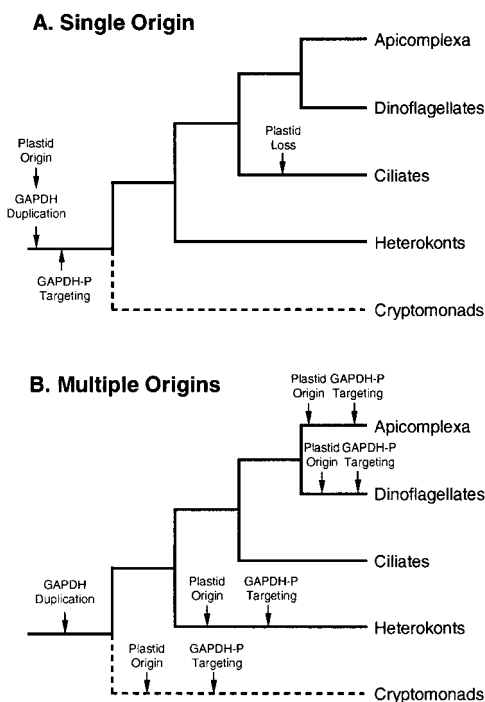 A. Single Origin
Apicomplexa
Dinoflagellates
Plastid
Loss
Ciliates
Plastid
Origin
GAPDH
Duplication
Heterokonts
GAPDH-P
Targeting
Cryptomonads
B. Multiple Origins
Plastid GAPDH-P
Origin Targeting
Apicomplexa
Plastid GAPDH-P
Origin Targeting
Dinoflagellates
Ciliates
GAPDH
Duplication
Plastid GAPDH-P
Origin Targeting
Heterokonts
Plastid GAPDH-P
Origin Targeting
Cryptomonads